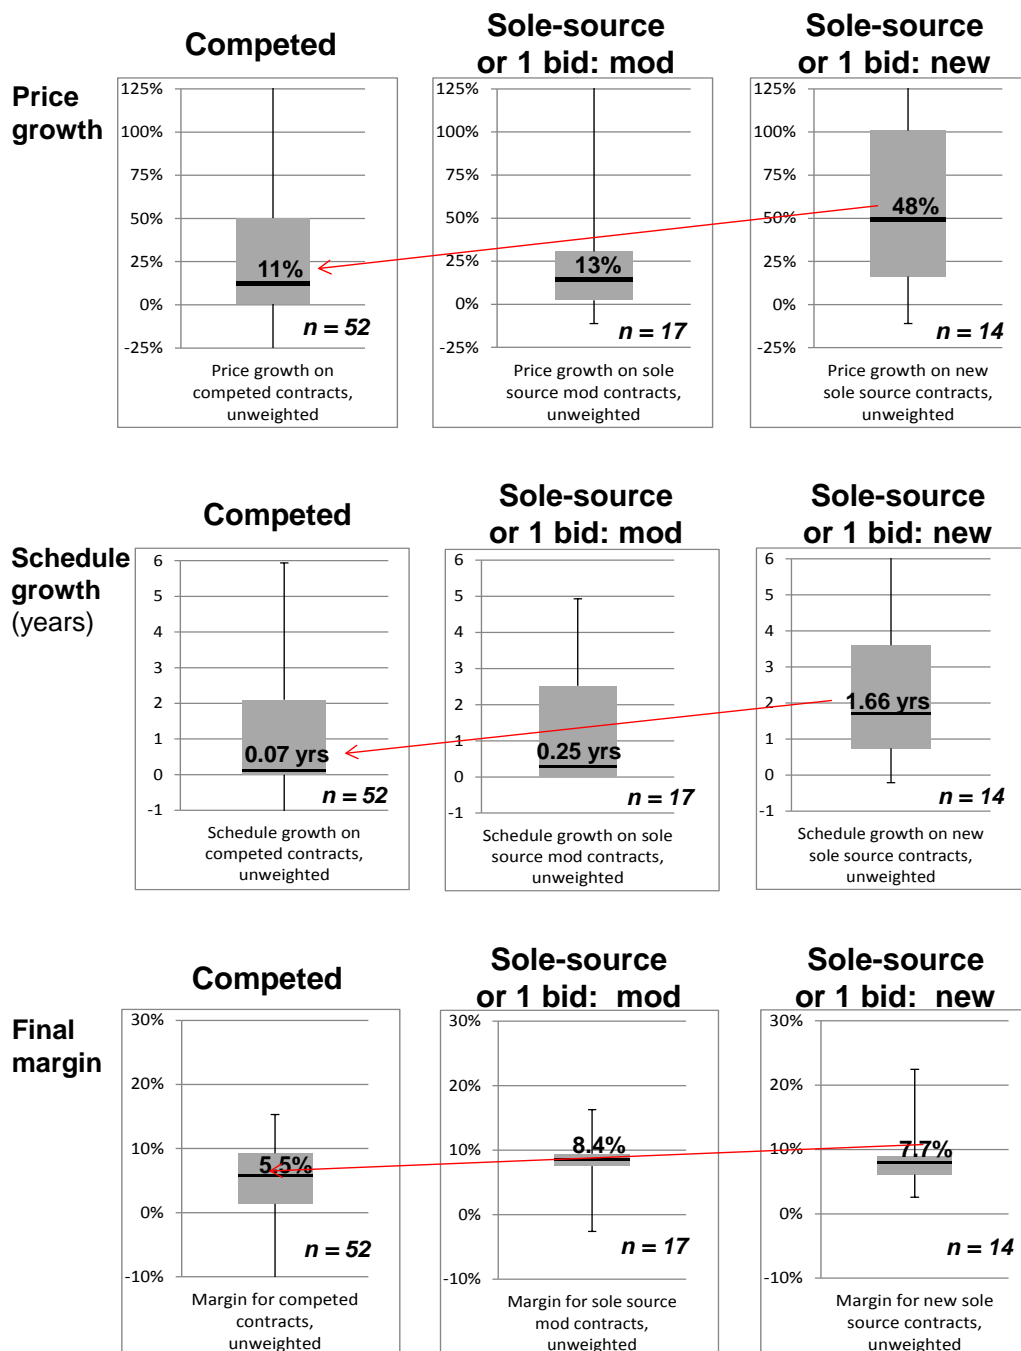 Competed
Sole-source
or 1 bid: mod
Sole-source
or 1 bid: new
Price
growth
125%
100%
75%
50%
25%
0%
-25%
11%
n = 52
Price growth on
competed contracts,
unweighted
125%
100%
75%
50%
25%
0%
-25%
13%
n = 17
Price growth on sole
source mod contracts,
unweighted
125%
100%
75%
50%
25%
0%
-25%
48%
n = 14
Price growth on new
sole source contracts,
unweighted
Competed
Sole-source
or 1 bid: mod
Sole-source
or 1 bid: new
Schedule
growth
(years)
6
5
4
3
2
1
0
-1
0.07 yrs
n = 52
Schedule growth on
competed contracts,
unweighted
6
5
4
3
2
1
0
-1
0.25 yrs
n = 17
Schedule growth on sole
source mod contracts,
unweighted
6
5
4
3
2
1
0
-1
1.66 yrs
n = 14
Schedule growth on new
sole source contracts,
unweighted
Competed
Sole-source
or 1 bid: mod
Sole-source
or 1 bid: new
Final
margin
30%
20%
10%
0%
-10%
5.5%
n = 52
Margin for competed
contracts,
unweighted
30%
20%
10%
0%
-10%
8.4%
n = 17
Margin for sole source
mod contracts,
unweighted
30%
20%
10%
0%
-10%
7.7%
n = 14
Margin for new sole
source contracts,
unweighted